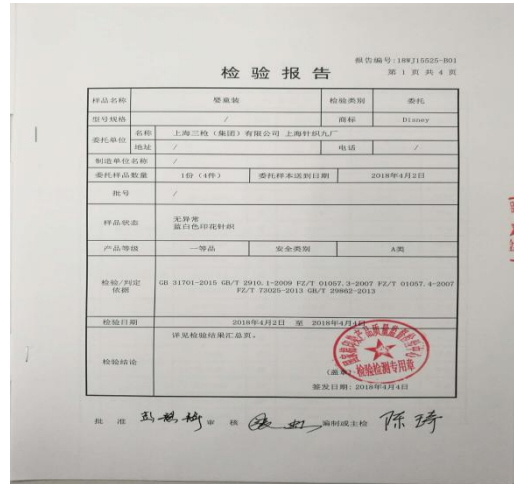 报告编号:18WJ15525-B01
检 验 报 告
第 1 页 共 4 页
样品名称 婴童装 检验类别 委托
型号规格 / 商标 Disney
委托单位 名称 上海三枪（集团）有限公司 上海针织九厂
地址 / 电话 /
制造单位名称 /
委托样品数量 1份（4件） 委托样本送到日期 2018年4月2日
批号 /
样品状态 无异常
蓝白色印花针织
产品等级 一等品 安全类别 A类
检验/判定依据 GB 31701-2015 GB/T 2910.1-2009 FZ/T 01057.3-2007 FZ/T 01057.4-2007
FZ/T 73025-2013 GB/T 29862-2013
检验日期 2018年4月2日 至 2018年4月4日
检验结论 详见检验结果汇总页。
检验检测专用章
签发日期: 2018年4月4日
批 准 审 核 编制或主检 陈琦